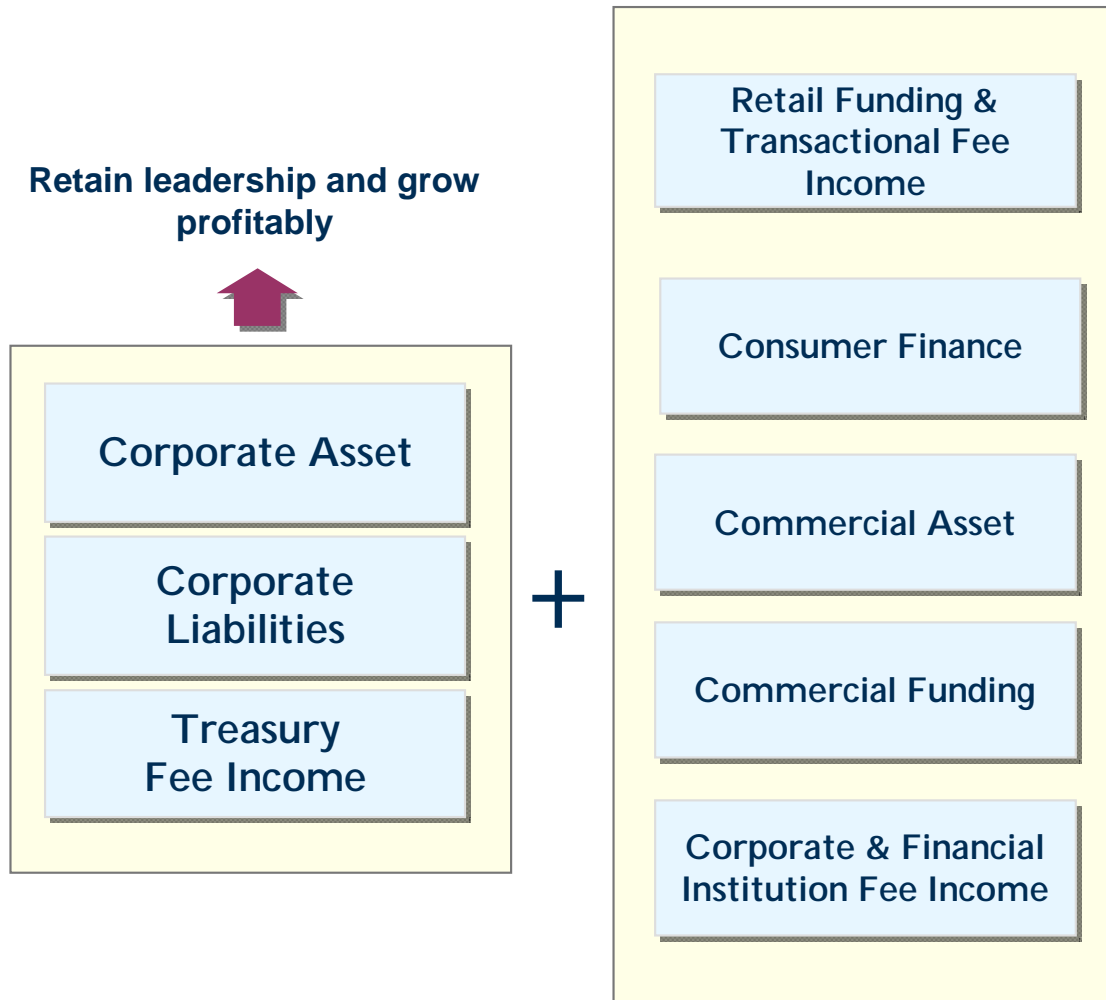 Retain leadership and grow
profitably
Corporate Asset
Corporate
Liabilities
Treasury
Fee Income
+
Retail Funding &
Transactional Fee
Income
Consumer Finance
Commercial Asset
Commercial Funding
Corporate & Financial
Institution Fee Income